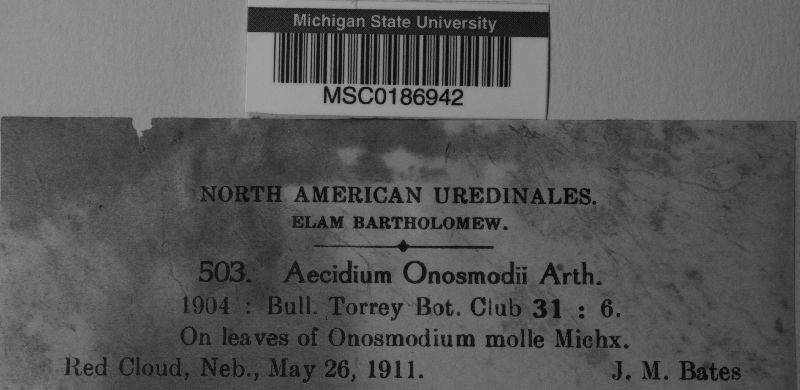 Michigan State University
MSC0186942
NORTH AMERICAN UREDINALES.
ELAM BARTHOLOMEW.
503. Aecidium Onosmodii Arth.
1904 : Bull. Torrey Bot. Club 31 : 6.
On leaves of Onosmodium molle Michx.
Red Cloud, Neb., May 26, 1911. J. M. Bates